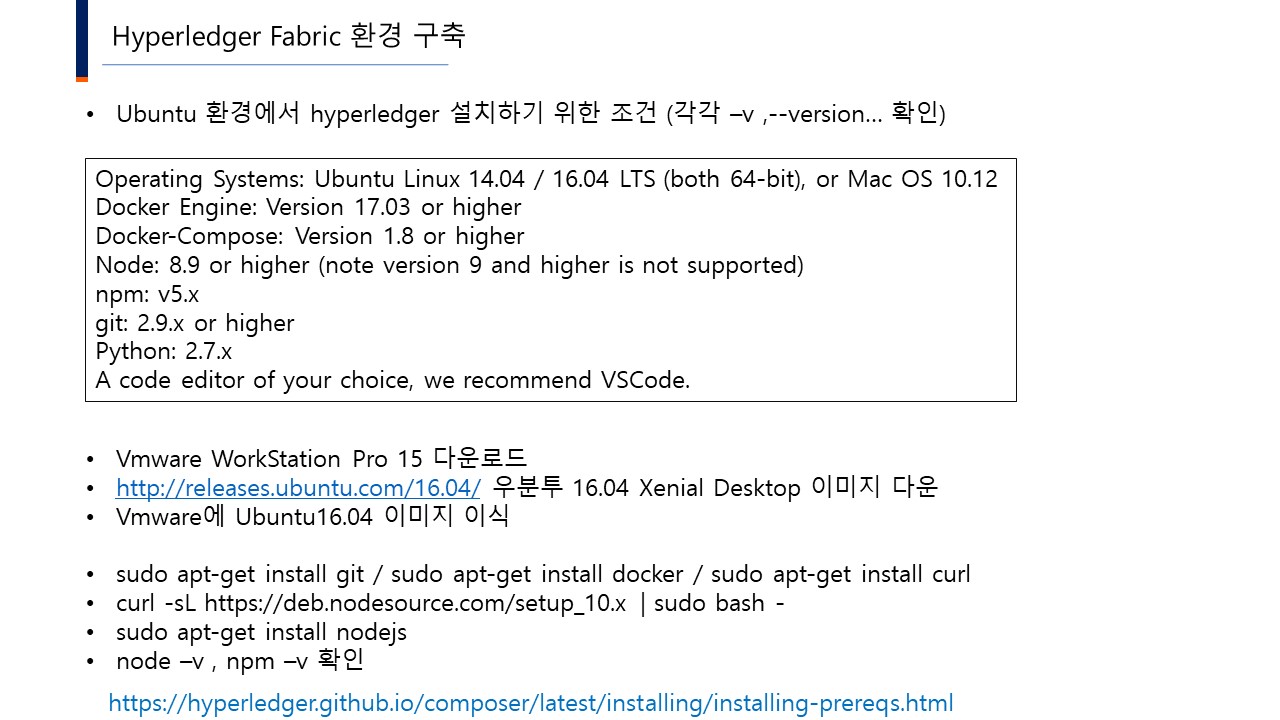 Hyperledger Fabric 환경 구축
• Ubuntu 환경에서 hyperledger 설치하기 위한 조건 (각각 –v ,--version… 확인)
Operating Systems: Ubuntu Linux 14.04 / 16.04 LTS (both 64-bit), or Mac OS 10.12
Docker Engine: Version 17.03 or higher
Docker-Compose: Version 1.8 or higher
Node: 8.9 or higher (note version 9 and higher is not supported)
npm: v5.x
git: 2.9.x or higher
Python: 2.7.x
A code editor of your choice, we recommend VSCode.
• Vmware WorkStation Pro 15 다운로드
• http://releases.ubuntu.com/16.04/ 우분투 16.04 Xenial Desktop 이미지 다운
• Vmware에 Ubuntu16.04 이미지 이식
• sudo apt-get install git / sudo apt-get install docker / sudo apt-get install curl
• curl -sL https://deb.nodesource.com/setup_10.x | sudo bash -
• sudo apt-get install nodejs
• node –v , npm –v 확인
https://hyperledger.github.io/composer/latest/installing/installing-prereqs.html